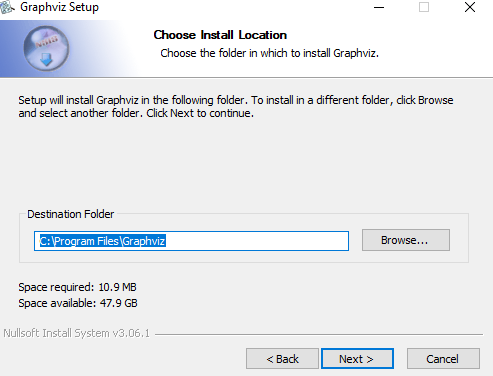 Graphviz Setup
Choose Install Location
Choose the folder in which to install Graphviz.
Setup will install Graphviz in the following folder. To install in a different folder, click Browse
and select another folder. Click Next to continue.
Destination Folder
C:\Program Files\Graphviz
Browse...
Space required: 10.9 MB
Space available: 47.9 GB
Nullsoft Install System v3.06.1
< Back
Next >
Cancel